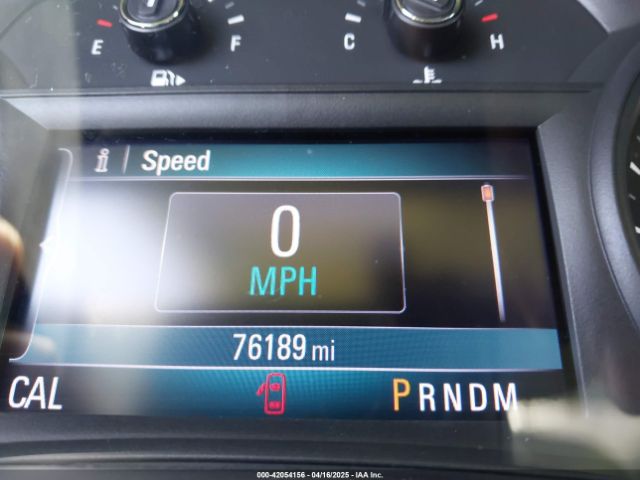 E F C H
i Speed
0
MPH
76189 mi
CAL PRNDM
000-42054156 - 04/16/2025 - IAA Inc.